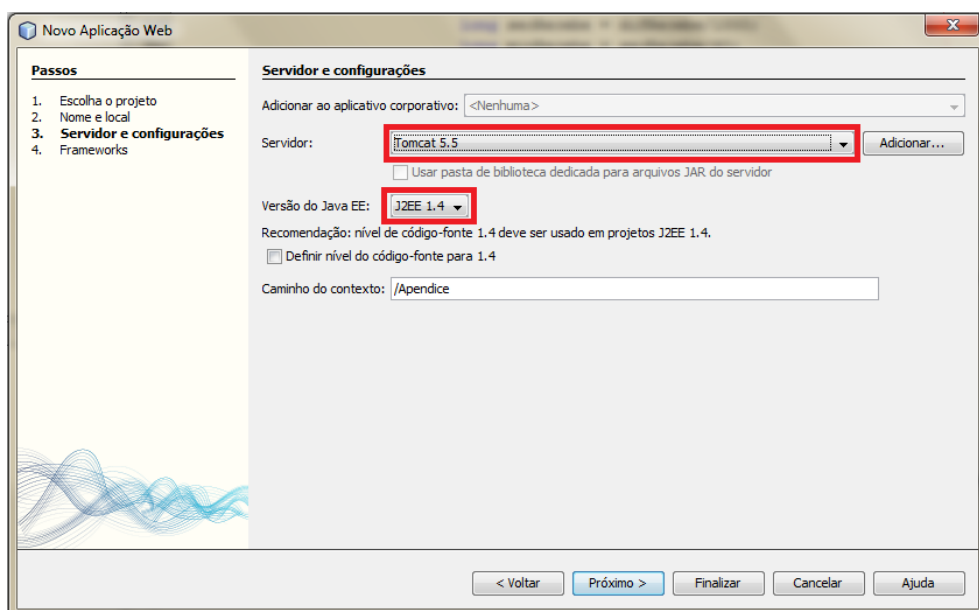 Novo Aplicação Web
Passos
1. Escolha o projeto
2. Nome e local
3. Servidor e configurações
4. Frameworks
Servidor e configurações
Adicionar ao aplicativo corporativo: <Nenhuma>
Servidor: Tomcat 5.5 Adicionar...
Usar pasta de biblioteca dedicada para arquivos JAR do servidor
Versão do Java EE: J2EE 1.4
Recomendação: nível de código-fonte 1.4 deve ser usado em projetos J2EE 1.4.
Definir nível do código-fonte para 1.4
Caminho do contexto: /Apendice
< Voltar Próximo > Finalizar Cancelar Ajuda